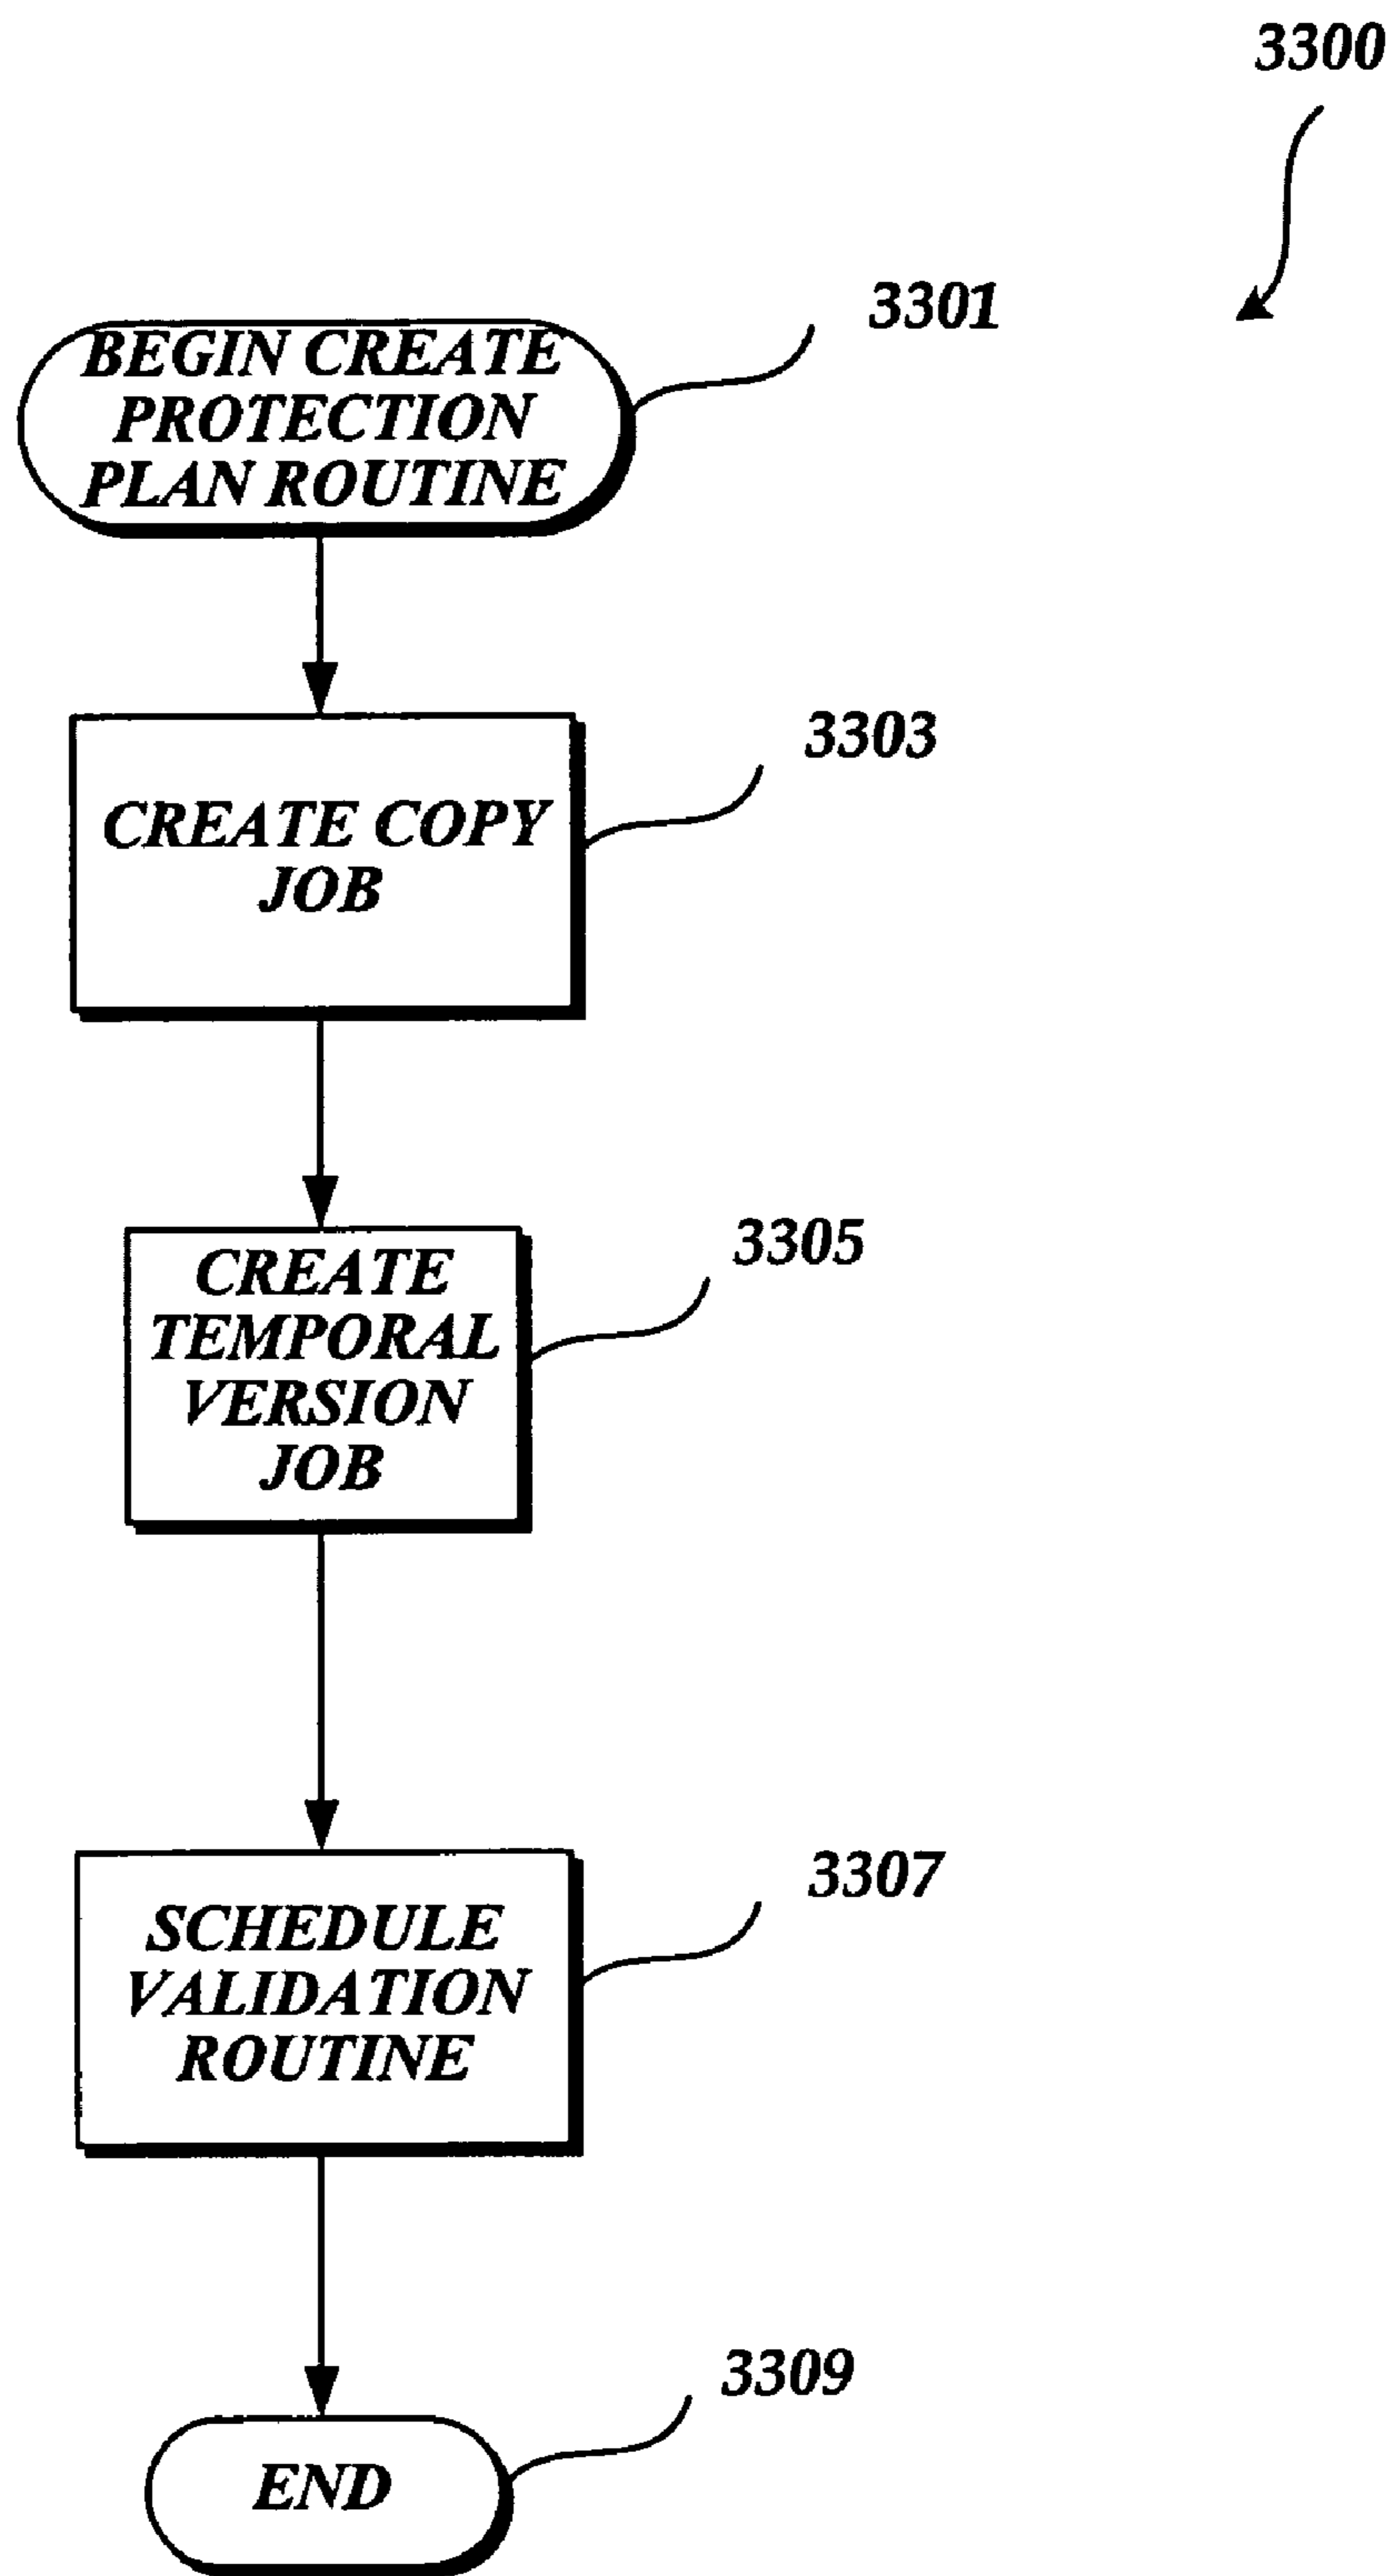 3300
3301
BEGIN CREATE
PROTECTION
PLAN ROUTINE
3303
CREATE COPY
JOB
3305
CREATE
TEMPORAL
VERSION
JOB
3307
SCHEDULE
VALIDATION
ROUTINE
3309
END